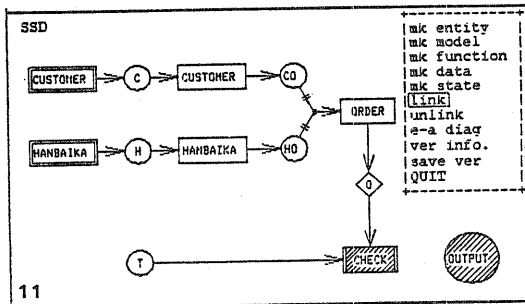 SSD
CUSTOMER C CUSTOMER CO
ORDER
HANBAIKA H HANBAIKA HO
O
T CHECK OUTPUT
11
mk entity
mk model
mk function
mk data
mk state
link
unlink
e-a diag
ver info.
save ver
QUIT